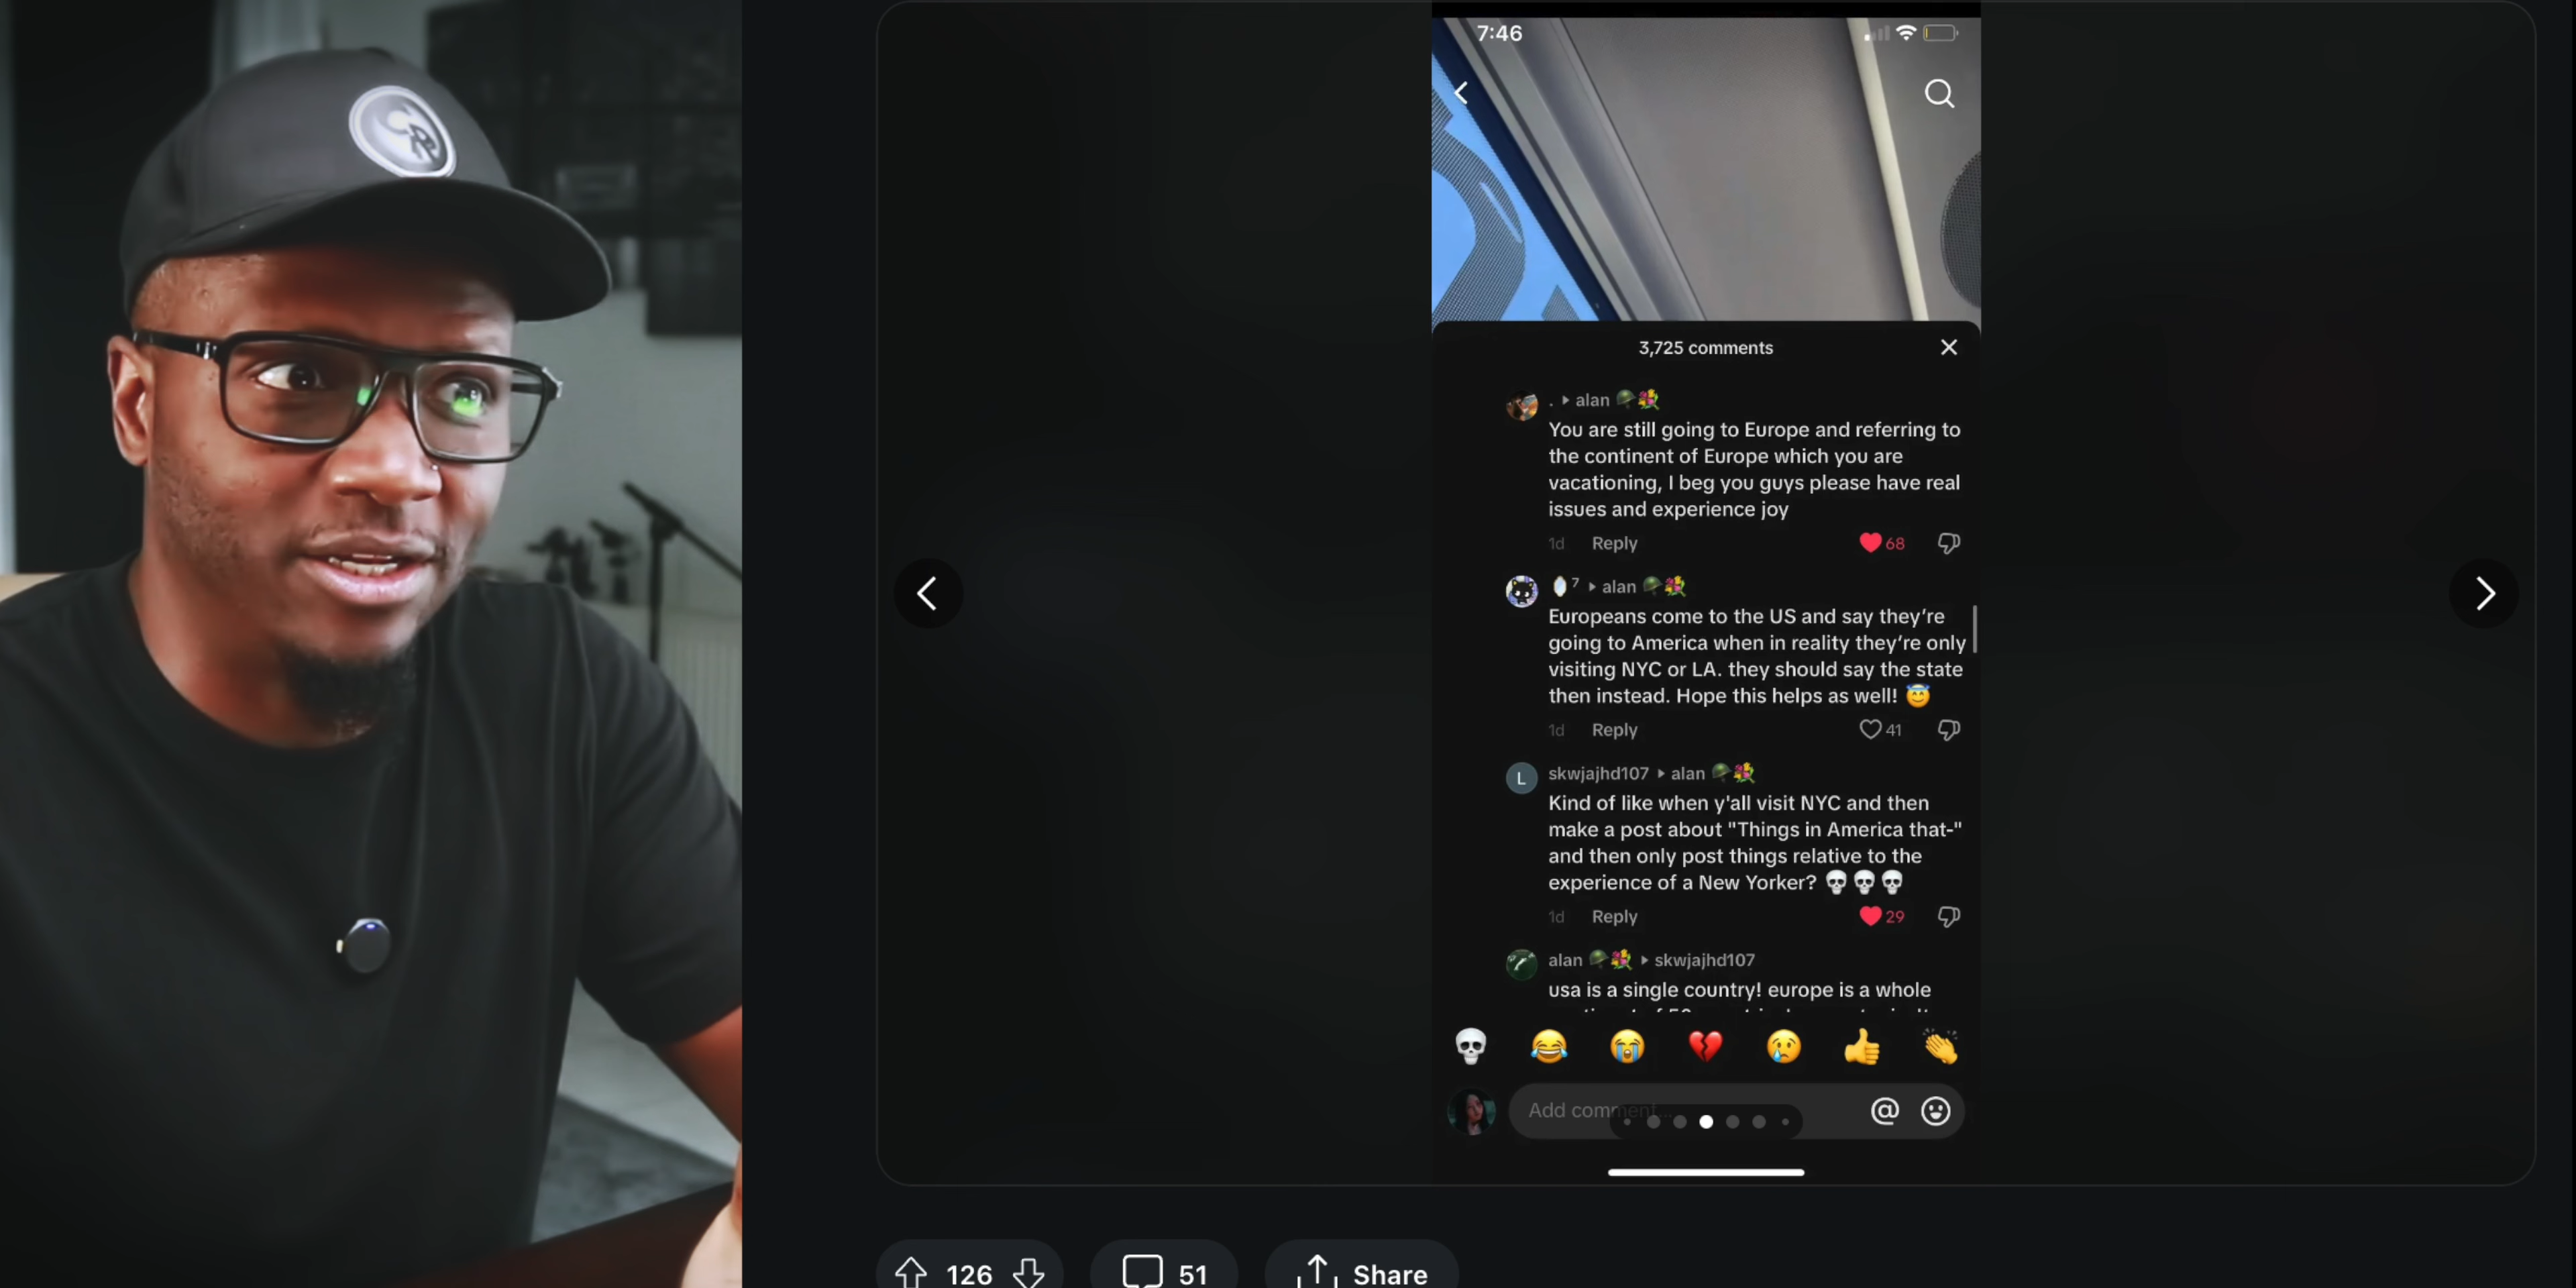 7:46
3,725 comments
. ▸ alan 🪖💐
You are still going to Europe and referring to
the continent of Europe which you are
vacationing, I beg you guys please have real
issues and experience joy
1d Reply 68
7 ▸ alan 🪖💐
Europeans come to the US and say they’re
going to America when in reality they’re only
visiting NYC or LA. they should say the state
then instead. Hope this helps as well! 😇
1d Reply 41
L
skwjajhd107 ▸ alan 🪖💐
Kind of like when y'all visit NYC and then
make a post about "Things in America that-"
and then only post things relative to the
experience of a New Yorker? 💀💀💀
1d Reply 29
alan 🪖💐 ▸ skwjajhd107
usa is a single country! europe is a whole
💀 😂 😭 💔 😢 👍 👏
Add comment...
@
126
51
Share